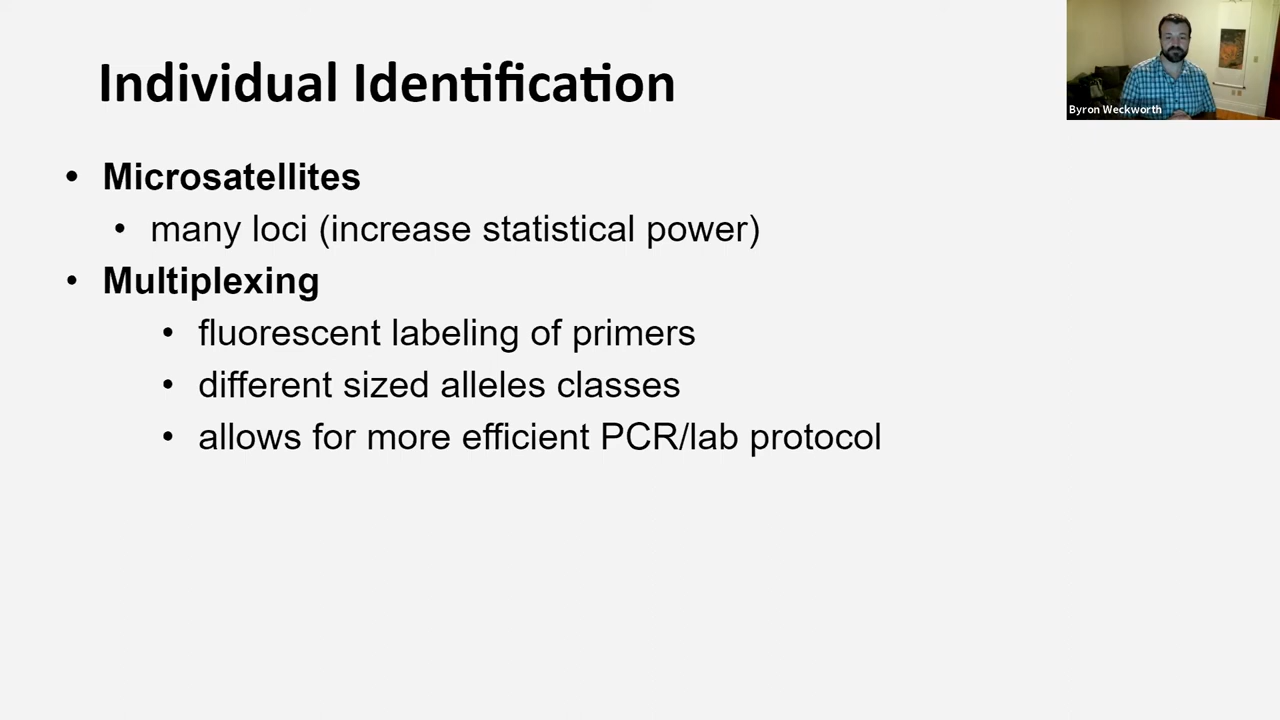 Individual Identification
Byron Weckworth
• Microsatellites
• many loci (increase statistical power)
• Multiplexing
• fluorescent labeling of primers
• different sized alleles classes
• allows for more efficient PCR/lab protocol